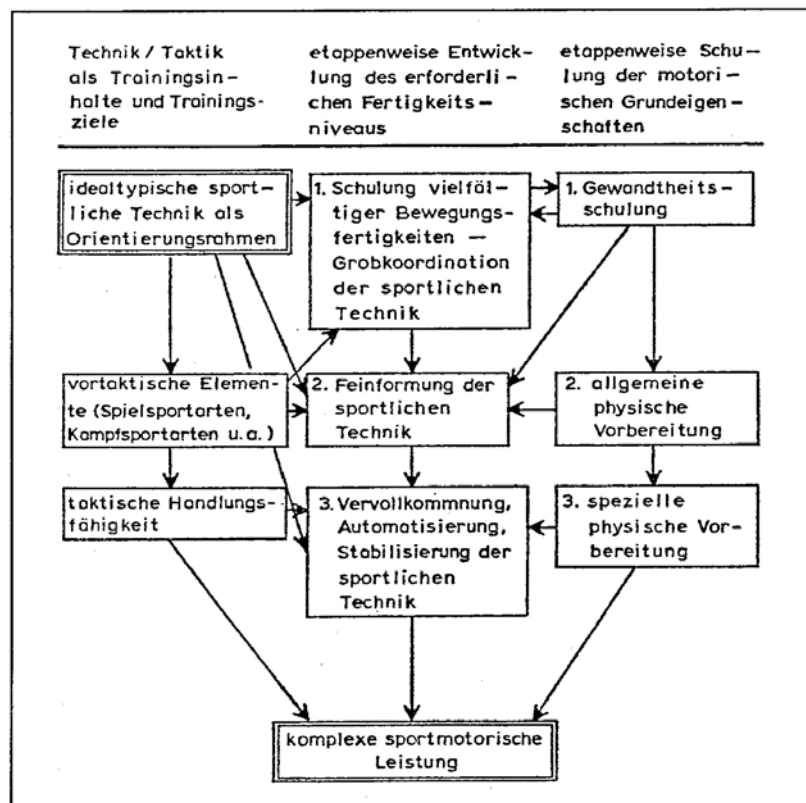 Technik / Taktik
als Trainingsin-
halte und Trainings-
ziele
etappenweise Entwick-
lung des erforderli-
chen Fertigkeits-
niveaus
etappenweise Schu-
lung der motori-
schen Grundeigen-
schaften
idealtypische sport-
liche Technik als
Orientierungsrahmen
1. Schulung vielfäl-
tiger Bewegungs-
fertigkeiten —
Grobkoordination
der sportlichen
Technik
1. Gewandtheits-
schulung
vortaktische Elemen-
te (Spielsportarten,
Kampfsportarten u.a.)
2. Feinformung der
sportlichen
Technik
2. allgemeine
physische
Vorbereitung
taktische Handlungs-
fähigkeit
3. Vervollkommnung,
Automatisierung,
Stabilisierung der
sportlichen
Technik
3. spezielle
physische Vor-
bereitung
komplexe sportmotorische
Leistung